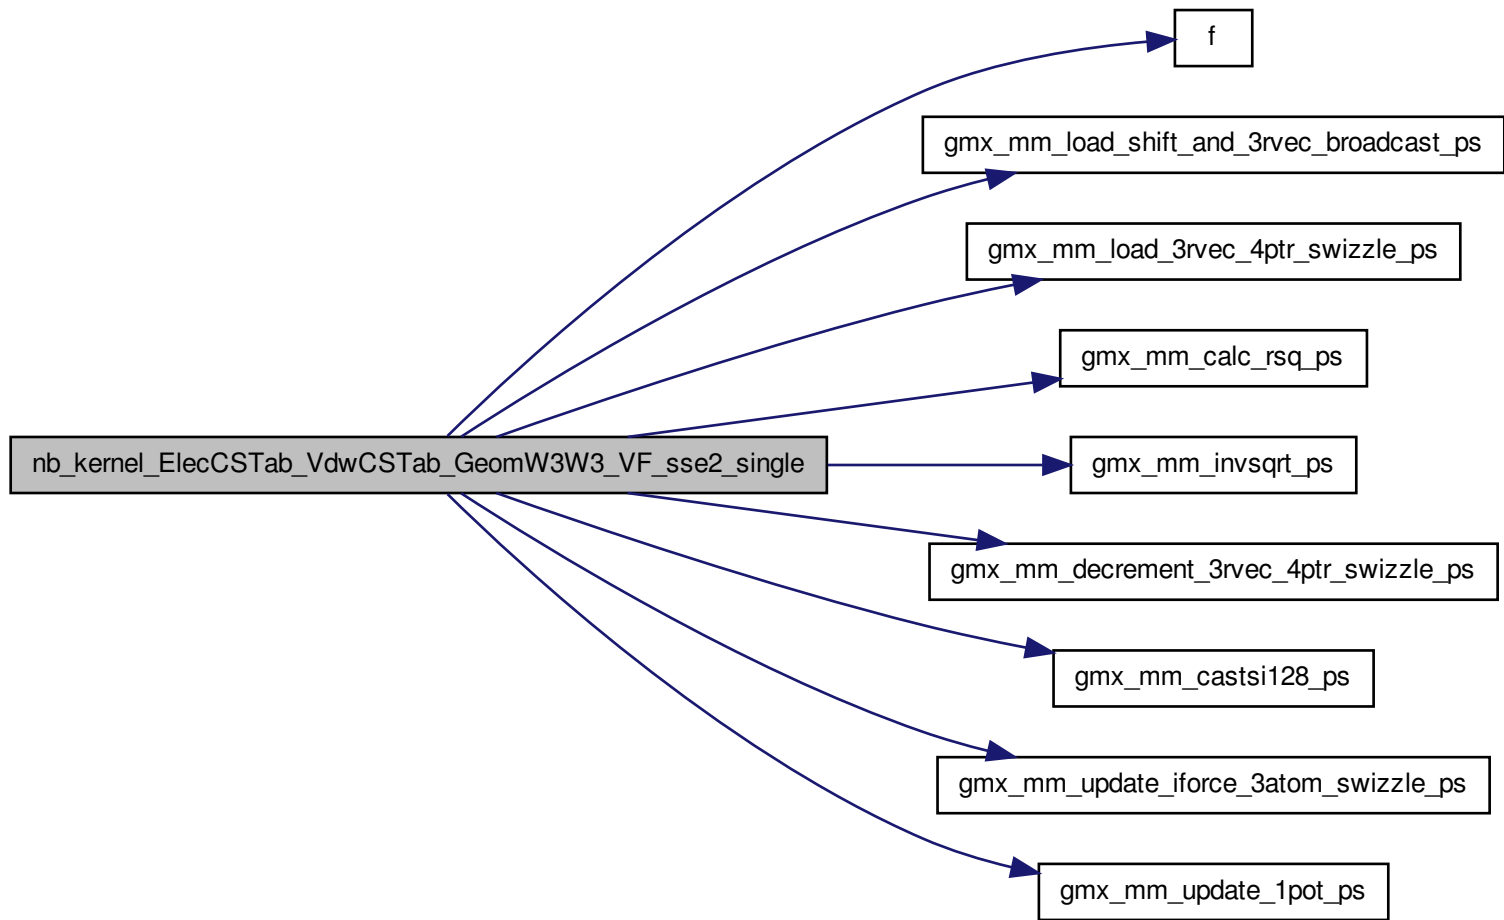 f
gmx_mm_load_shift_and_3rvec_broadcast_ps
gmx_mm_load_3rvec_4ptr_swizzle_ps
gmx_mm_calc_rsq_ps
nb_kernel_ElecCSTab_VdwCSTab_GeomW3W3_VF_sse2_single
gmx_mm_invsqrt_ps
gmx_mm_decrement_3rvec_4ptr_swizzle_ps
gmx_mm_castsi128_ps
gmx_mm_update_iforce_3atom_swizzle_ps
gmx_mm_update_1pot_ps